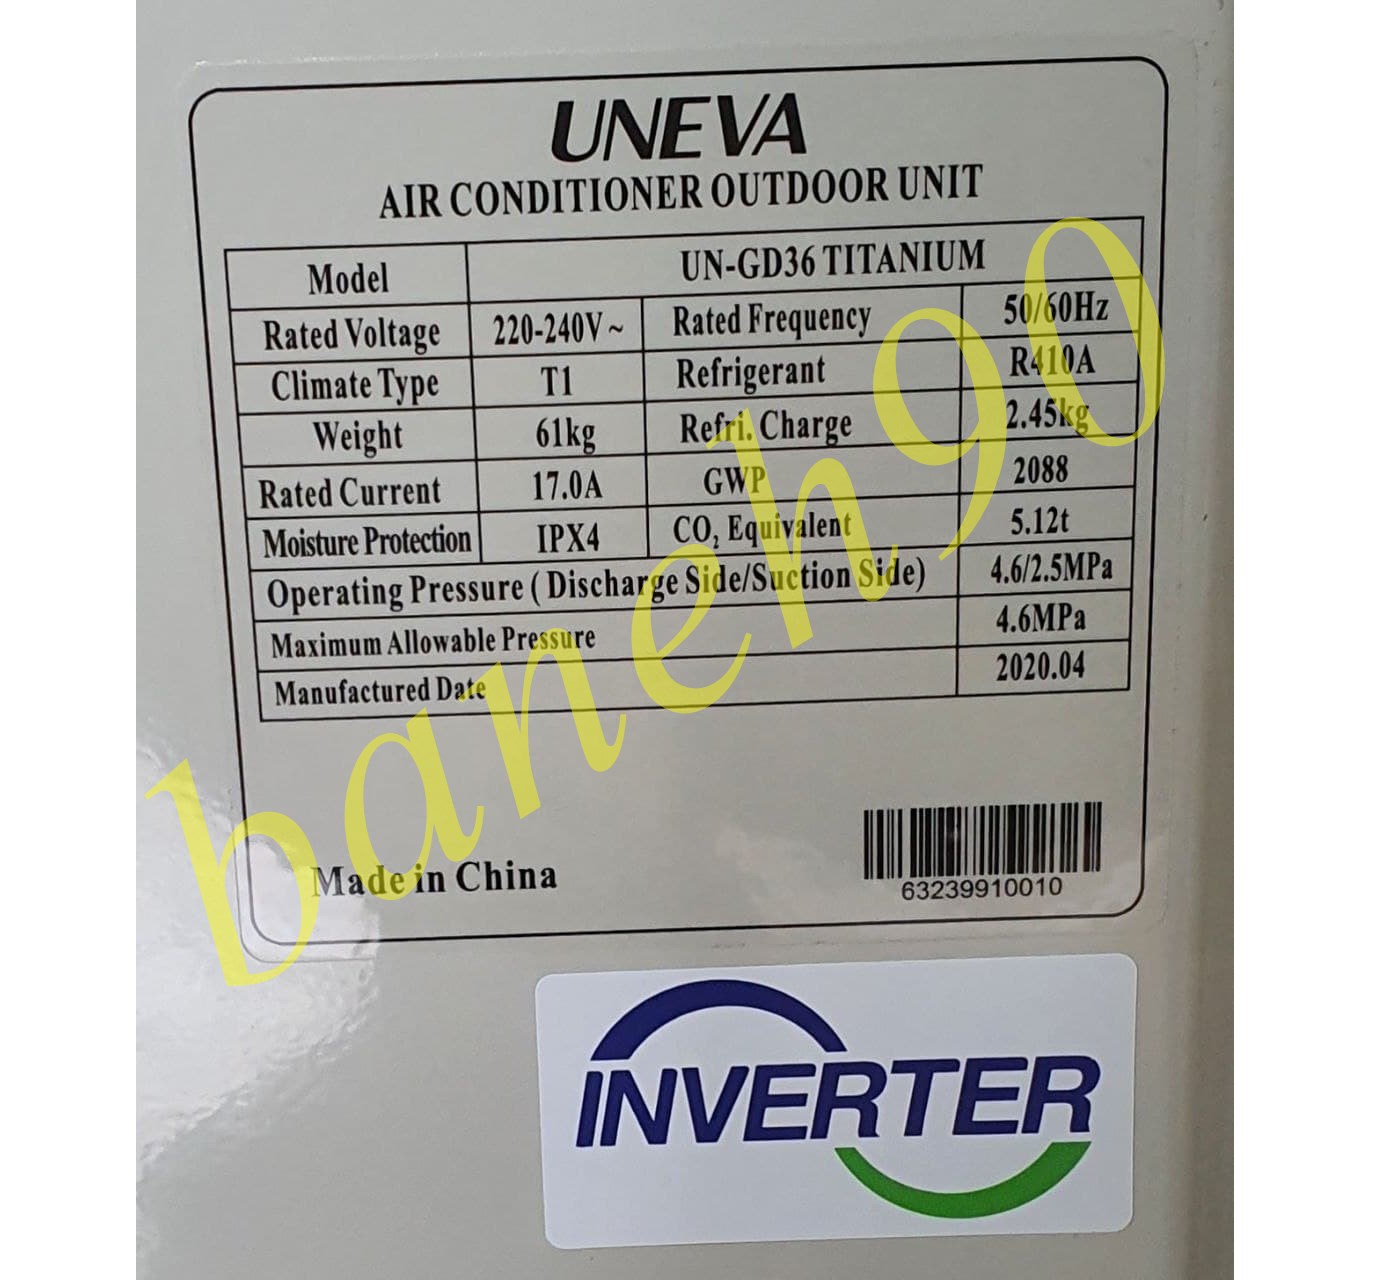 UNEVA
AIR CONDITIONER OUTDOOR UNIT
Model UN-GD36 TITANIUM
Rated Voltage 220-240V~ Rated Frequency 50/60Hz
Climate Type T1 Refrigerant R410A
Weight 61kg Refri. Charge 2.45kg
Rated Current 17.0A GWP 2088
Moisture Protection IPX4 CO₂ Equivalent 5.12t
Operating Pressure ( Discharge Side/Suction Side) 4.6/2.5MPa
Maximum Allowable Pressure 4.6MPa
Manufactured Date 2020.04
Made in China
63239910010
INVERTER
baneh90